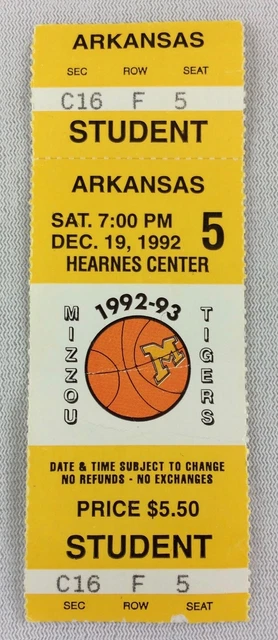 ARKANSAS
SEC ROW SEAT
C16 F 5
STUDENT
ARKANSAS
SAT. 7:00 PM
DEC. 19, 1992 5
HEARNES CENTER
1992-93
MIZZOU
M
TIGERS
DATE & TIME SUBJECT TO CHANGE
NO REFUNDS - NO EXCHANGES
PRICE $5.50
STUDENT
C16 F 5
SEC ROW SEAT